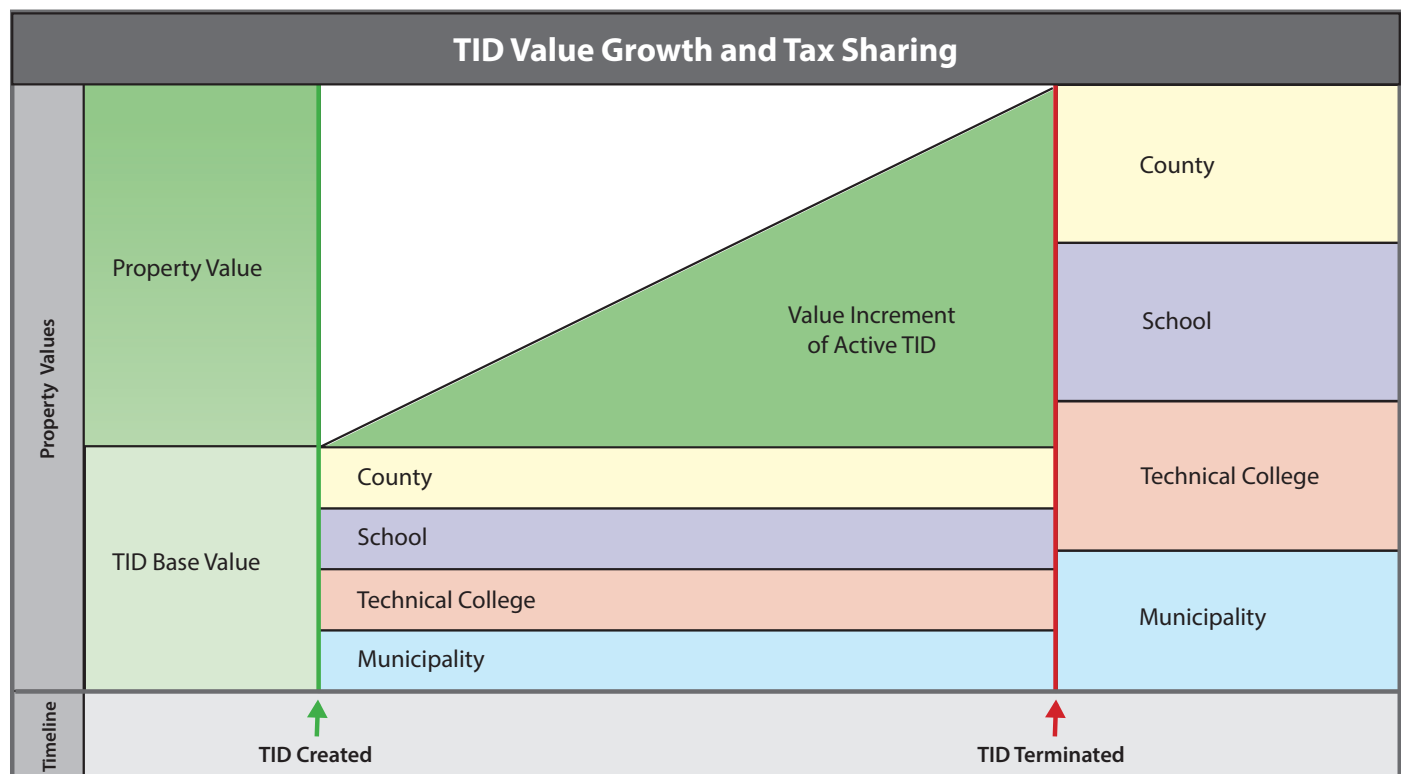 TID Value Growth and Tax Sharing
Property Values
Property Value
TID Base Value
Value Increment
of Active TID
County
School
Technical College
Municipality
County
School
Technical College
Municipality
Timeline
TID Created
TID Terminated